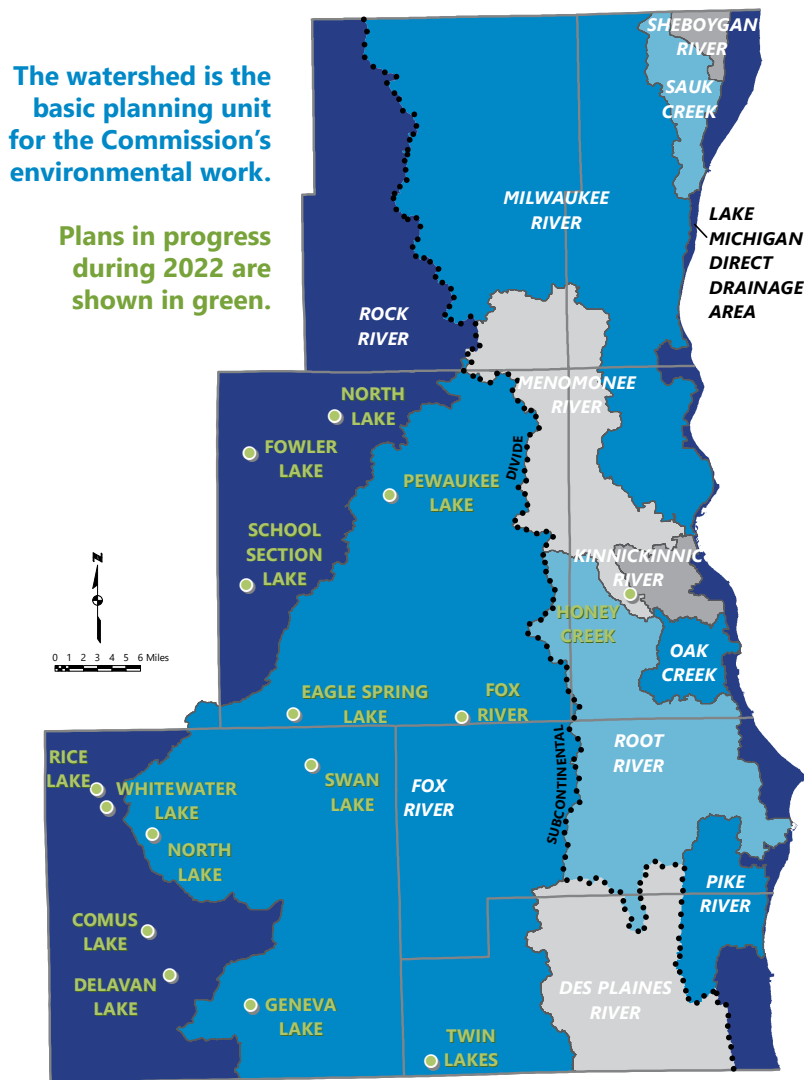 The watershed is the
basic planning unit
for the Commission's
environmental work.
Plans in progress
during 2022 are
shown in green.
SHEBOYGAN
RIVER
SAUK
CREEK
MILWAUKEE
RIVER
LAKE
MICHIGAN
DIRECT
DRAINAGE
AREA
ROCK
RIVER
MENOMONEE
RIVER
NORTH
LAKE
FOWLER
LAKE
PEWAUKEE
LAKE
DIVIDE
SCHOOL
SECTION
LAKE
KINNICKINNIC
RIVER
HONEY
CREEK
N
0 1 2 3 4 5 6 Miles
OAK
CREEK
EAGLE SPRING
LAKE
FOX
RIVER
ROOT
RIVER
RICE
LAKE
WHITEWATER
LAKE
SWAN
LAKE
FOX
RIVER
SUBCONTINENTAL
NORTH
LAKE
PIKE
RIVER
COMUS
LAKE
DELAVAN
LAKE
GENEVA
LAKE
DES PLAINES
RIVER
TWIN
LAKES